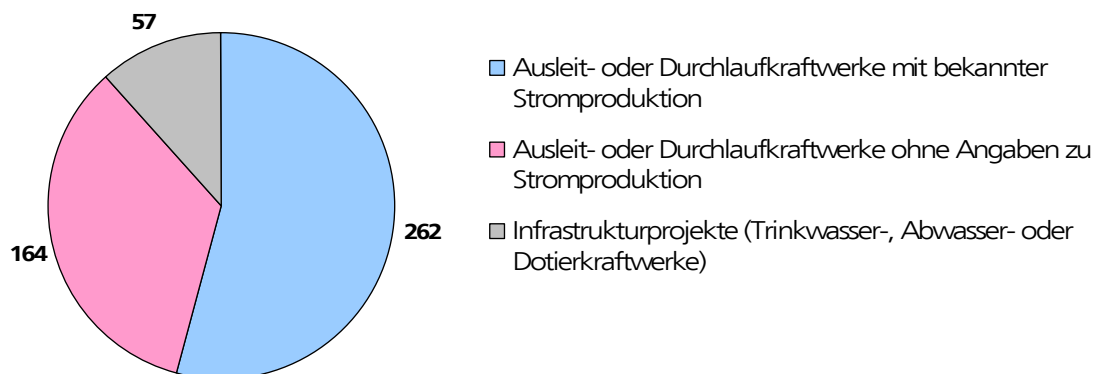 57
Ausleit- oder Durchlaufkraftwerke mit bekannter
Stromproduktion
Ausleit- oder Durchlaufkraftwerke ohne Angaben zu
Stromproduktion
262
164
Infrastrukturprojekte (Trinkwasser-, Abwasser- oder
Dotierkraftwerke)